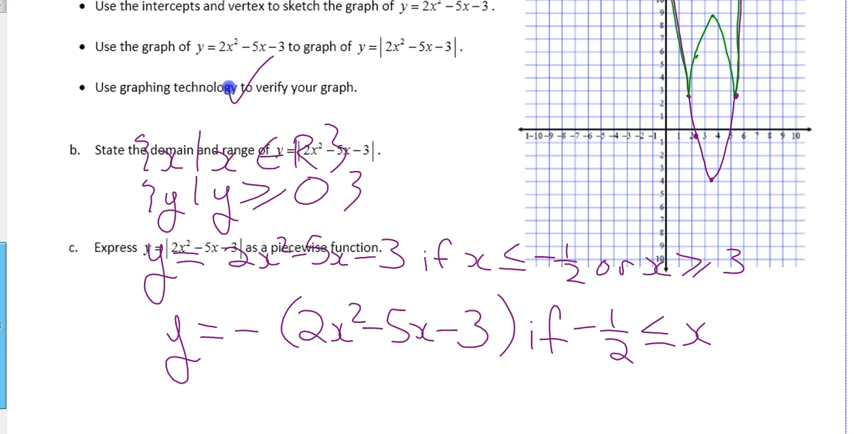 • Use the intercepts and vertex to sketch the graph of y = 2x² – 5x – 3.
• Use the graph of y = 2x² – 5x – 3 to graph of y = | 2x² – 5x – 3 |.
• Use graphing technology to verify your graph.
b. State the domain and range of y = | 2x² – 5x – 3 |.
{x | x ∈ R}
{y | y ≥ 0}
c. Express y = | 2x² – 5x – 3 | as a piecewise function.
y = 2x² – 5x – 3 if x ≤ –1/2 or x ≥ 3
y = – (2x² – 5x – 3) if –1/2 ≤ x